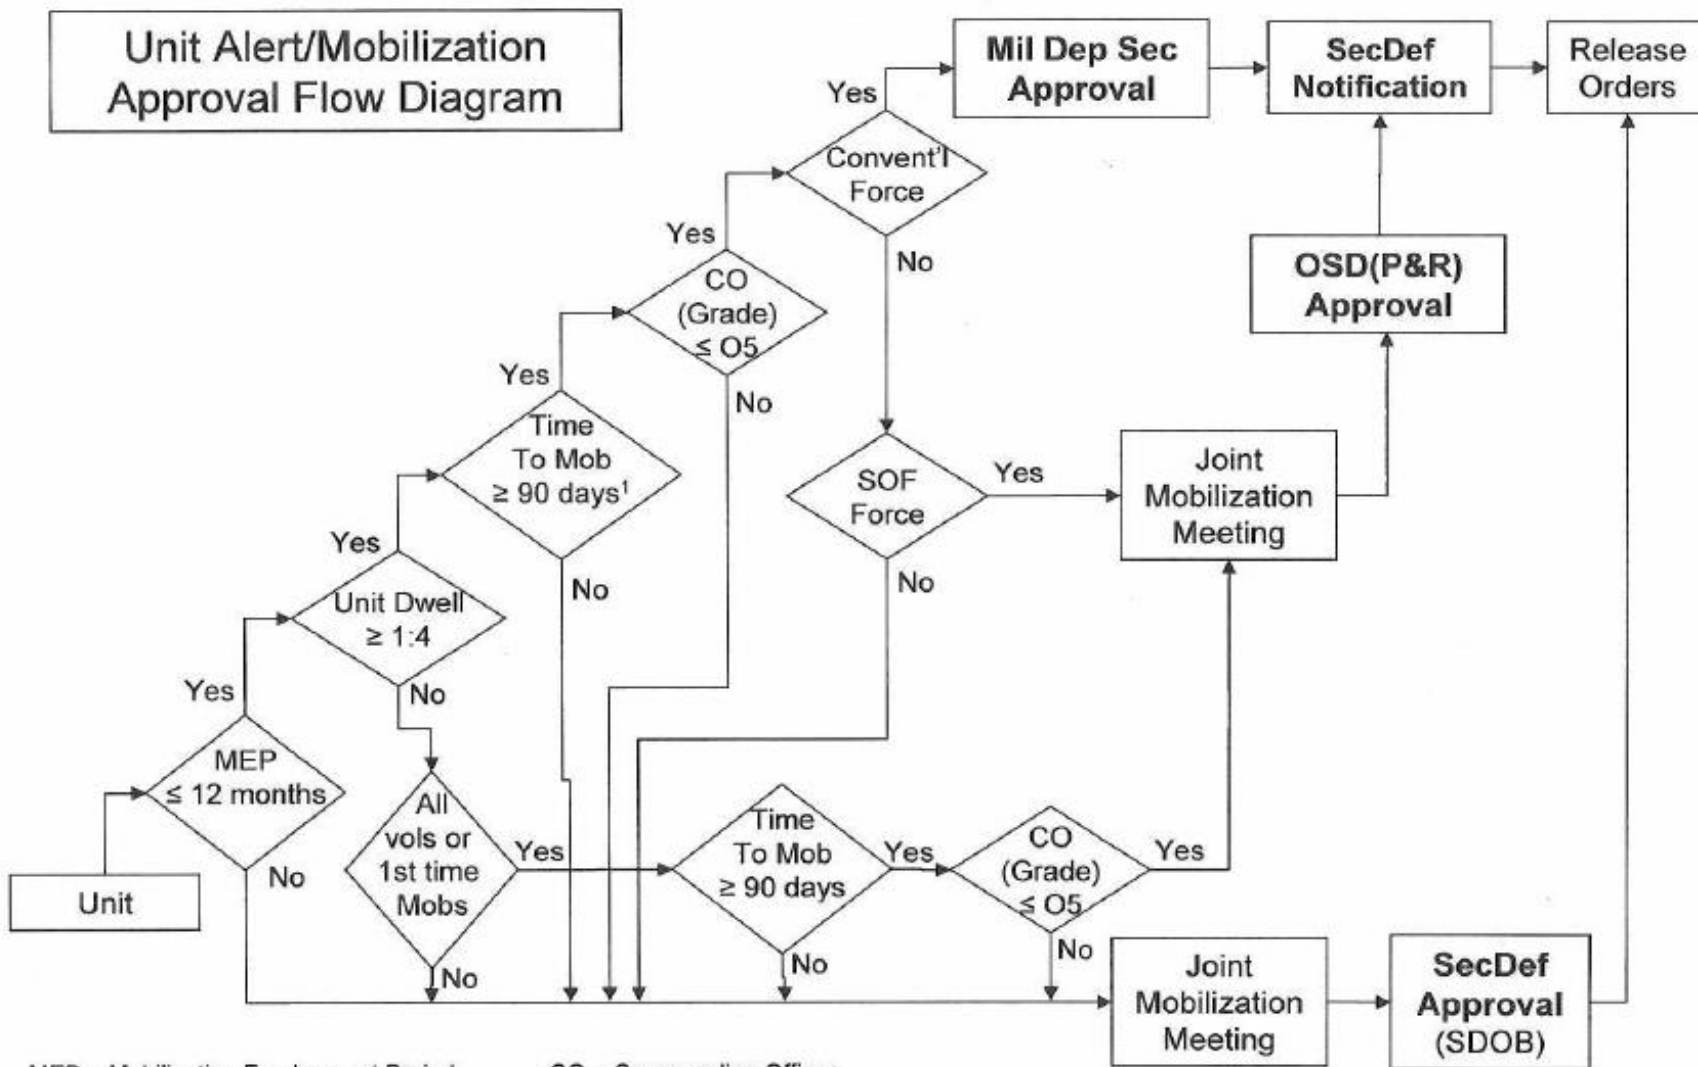 Unit Alert/Mobilization
Approval Flow Diagram
Mil Dep Sec
Approval
SecDef
Notification
Release
Orders
Yes
Convent'l
Force
No
Yes
CO
(Grade)
≤ O5
No
OSD(P&R)
Approval
Yes
Time
To Mob
≥ 90 days¹
No
SOF
Force
Yes
No
Joint
Mobilization
Meeting
Yes
Unit Dwell
≥ 1:4
No
Yes
MEP
≤ 12 months
No
Unit
All
vols or
1st time
Mobs
Yes
No
Time
To Mob
≥ 90 days
Yes
No
CO
(Grade)
≤ O5
Yes
No
Joint
Mobilization
Meeting
SecDef
Approval
(SDOB)